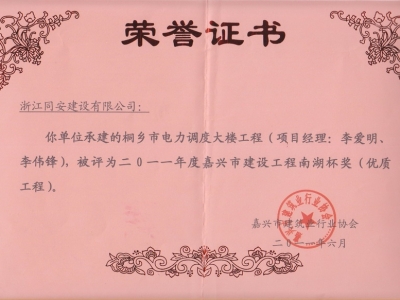 荣誉证书
浙江同安建设有限公司：
你单位承建的桐乡市电力调度大楼工程（项目经理：李爱明、
李伟锋），被评为二0一一年度嘉兴市建设工程南湖杯奖（优质
工程）。
嘉兴市建筑业行业协会
二0一一年六月